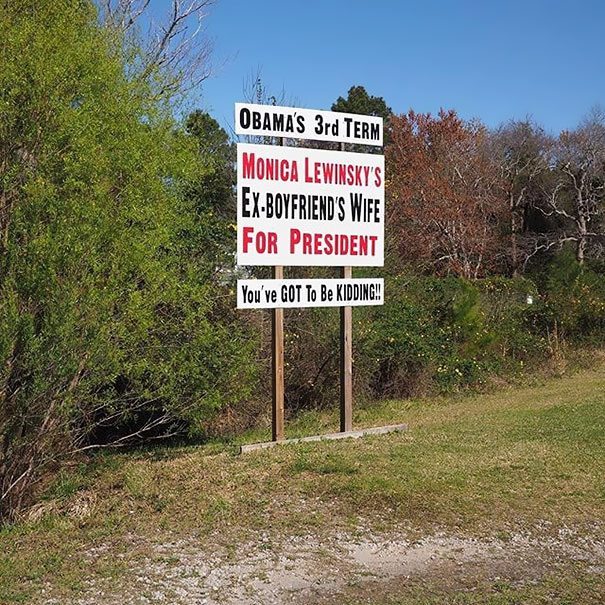 OBAMA'S 3rd TERM
MONICA LEWINSKY'S
EX-BOYFRIEND'S WIFE
FOR PRESIDENT
You've GOT To Be KIDDING!!